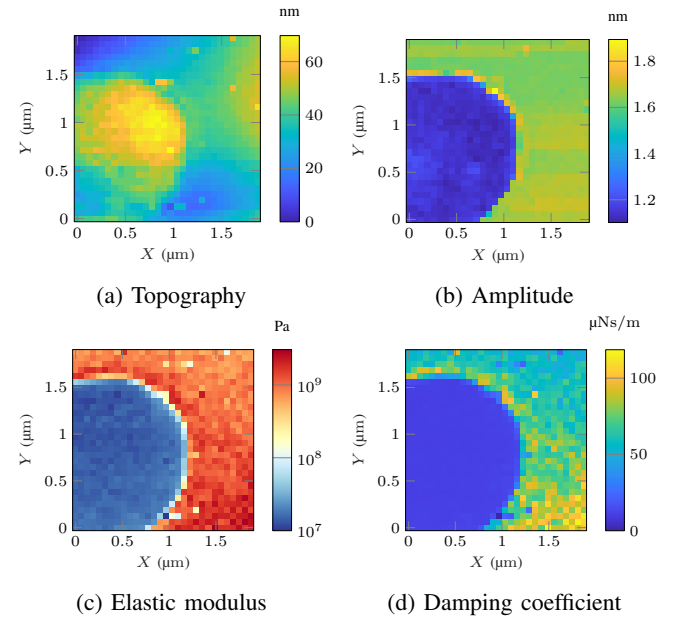 nm
60
40
20
0
1.5
1
0.5
0
Y (µm)
0 0.5 1 1.5
X (µm)
(a) Topography
nm
1.8
1.6
1.4
1.2
1.5
1
0.5
0
Y (µm)
0 0.5 1 1.5
X (µm)
(b) Amplitude
Pa
10⁹
10⁸
10⁷
1.5
1
0.5
0
Y (µm)
0 0.5 1 1.5
X (µm)
(c) Elastic modulus
µNs/m
100
50
0
1.5
1
0.5
0
Y (µm)
0 0.5 1 1.5
X (µm)
(d) Damping coefficient